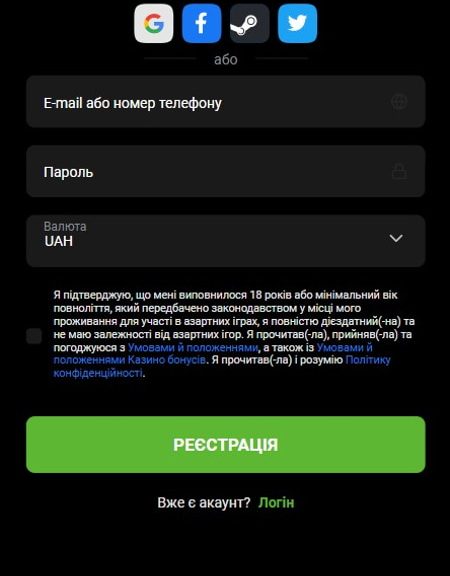 або
E-mail або номер телефону
Пароль
Валюта
UAH
Я підтверджую, що мені виповнилося 18 років або мінімальний вік
повноліття, який передбачено законодавством у місці мого
проживання для участі в азартних іграх, я повністю дієздатний(-на) та
не маю залежності від азартних ігор. Я прочитав(-ла), прийняв(-ла) та
погоджуюся з Умовами й положеннями, а також із Умовами й
положеннями Казино бонусів. Я прочитав(-ла) і розумію Політику
конфіденційності.
РЕЄСТРАЦІЯ
Вже є акаунт? Логін